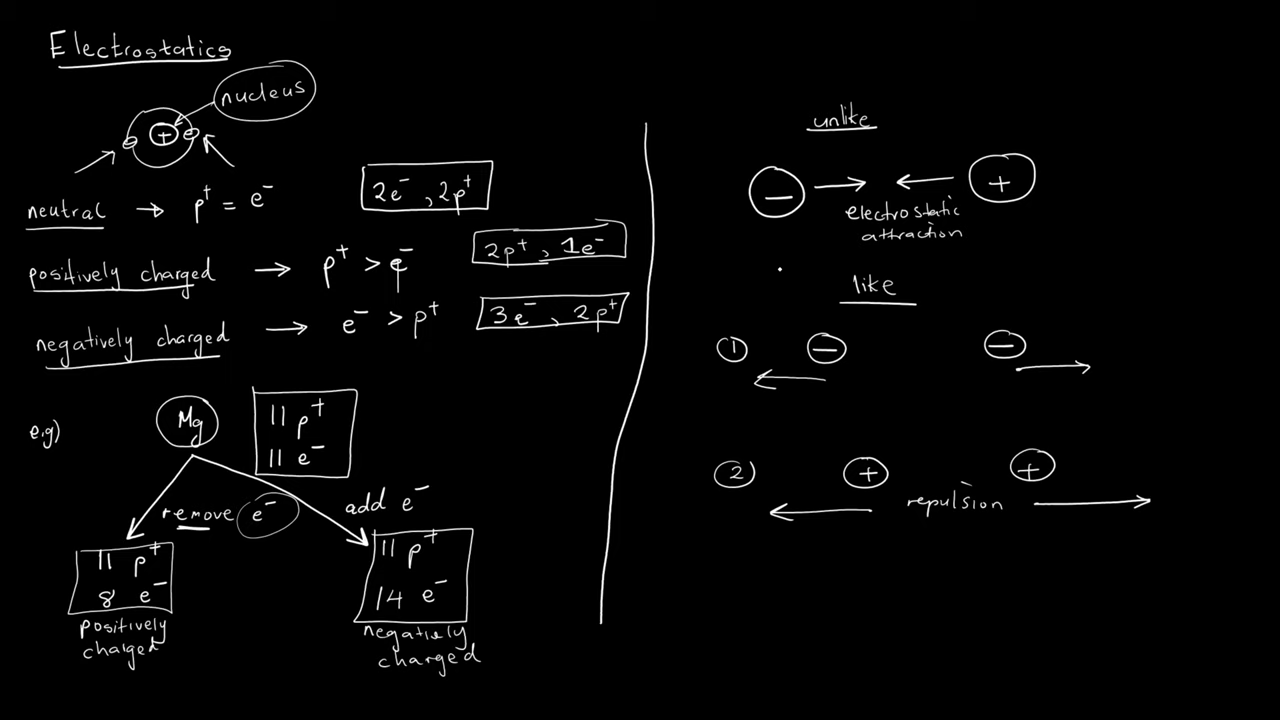 Electrostatics
nucleus
+
neutral → p⁺ = e⁻
2e⁻, 2p⁺
positively charged → p⁺ > e⁻
2p⁺, 1e⁻
negatively charged → e⁻ > p⁺
3e⁻, 2p⁺
e.g)
Mg
11 p⁺
11 e⁻
remove e⁻
add e⁻
11 p⁺
8 e⁻
positively
charged
11 p⁺
14 e⁻
negatively
charged
unlike
− → ← +
electrostatic
attraction
like
1 − −
2 + +
repulsion